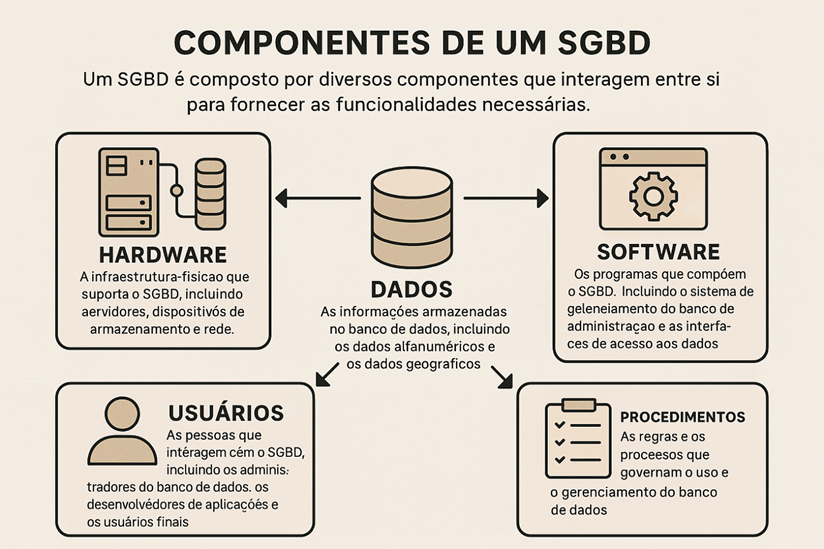 COMPONENTES DE UM SGBD
Um SGBD é composto por diversos componentes que interagem entre si
para fornecer as funcionalidades necessárias.
HARDWARE
A infraestrutura-fisicao que
suporta o SGBD, incluindo
aervidores, dispositivós de
armazenamento e rede.
DADOS
As informações armazenadas
no banco de dados, incluindo
os dados alfanuméricos e
os dados geograficos
SOFTWARE
Os programas que compóem
o SGBD. Incluindo o sistema de
geleneiamento do banco de
administraçao e as interfa-
ces de acesso aos dados
USUÁRIOS
As pessoas que
intéragem cém o SGBD,
incluindo os adminis:
tradores do banco de dados. os
desenvolvédores de aplicaçóés e
os usuários finais
PROCEDIMENTOS
As regras e os
proceesos que
governam o uso e
o gerenciamento do banco
de dados